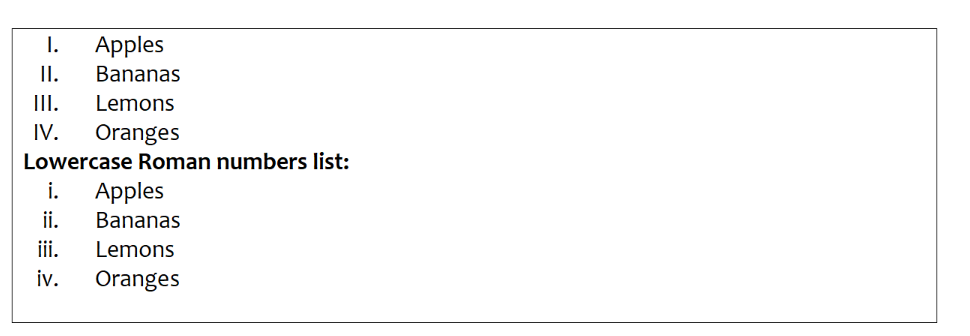 I. Apples
II. Bananas
III. Lemons
IV. Oranges
Lowercase Roman numbers list:
i. Apples
ii. Bananas
iii. Lemons
iv. Oranges